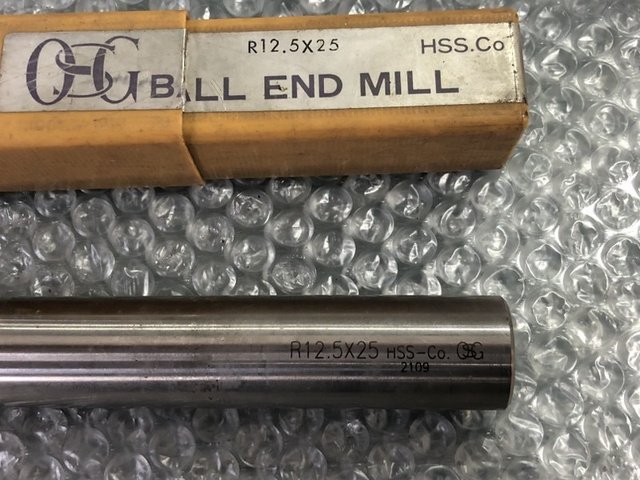 R12.5X25 HSS.Co
OSG BALL END MILL
R12.5X25 HSS-Co. OSG
2109